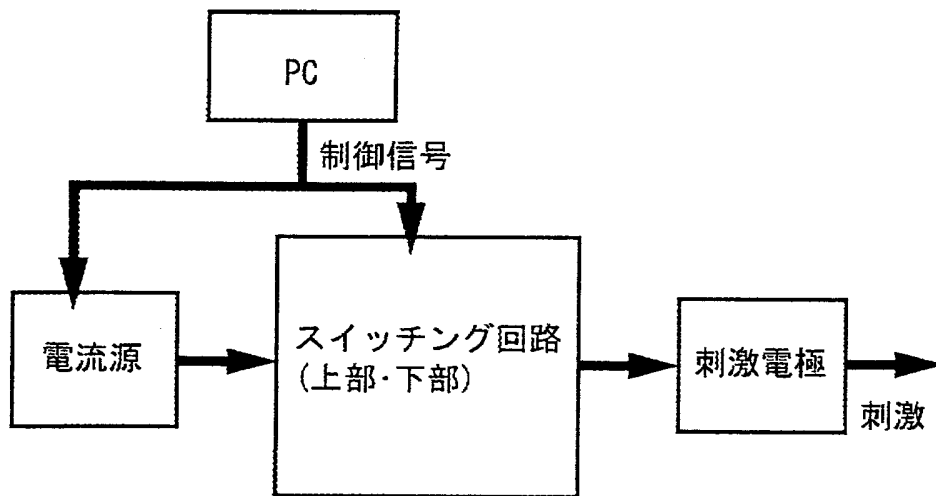 PC
制御信号
電流源
スイッチング回路
(上部･下部)
刺激電極
刺激